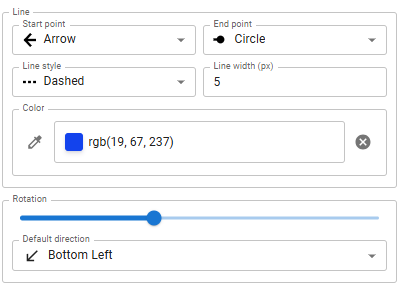 Line
Start point
Arrow
End point
Circle
Line style
Dashed
Line width (px)
5
Color
rgb(19, 67, 237)
Rotation
Default direction
Bottom Left